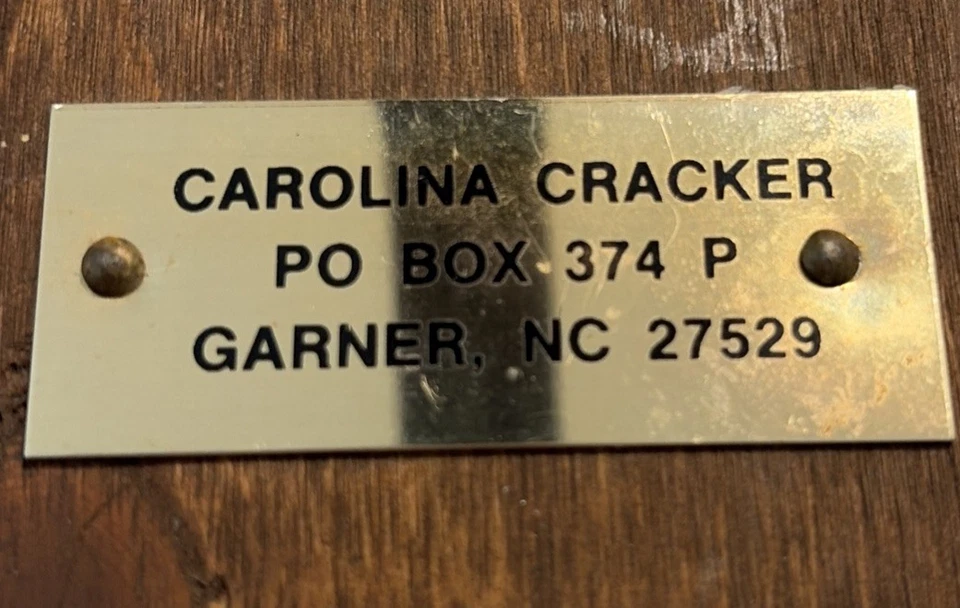 CAROLINA CRACKER
PO BOX 374 P
GARNER, NC 27529